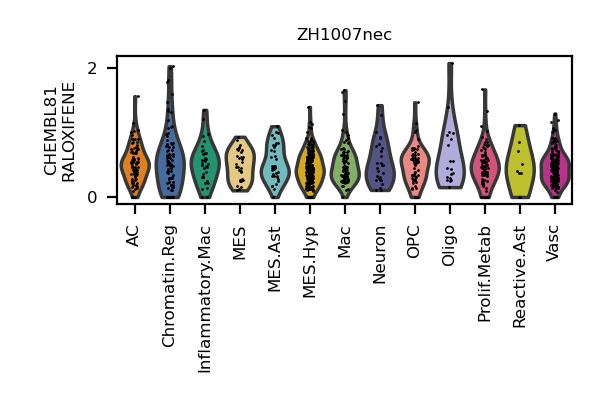 ZH1007nec
CHEMBL81
RALOXIFENE
2
0
AC
Chromatin.Reg
Inflammatory.Mac
MES
MES.Ast
MES.Hyp
Mac
Neuron
OPC
Oligo
Prolif.Metab
Reactive.Ast
Vasc